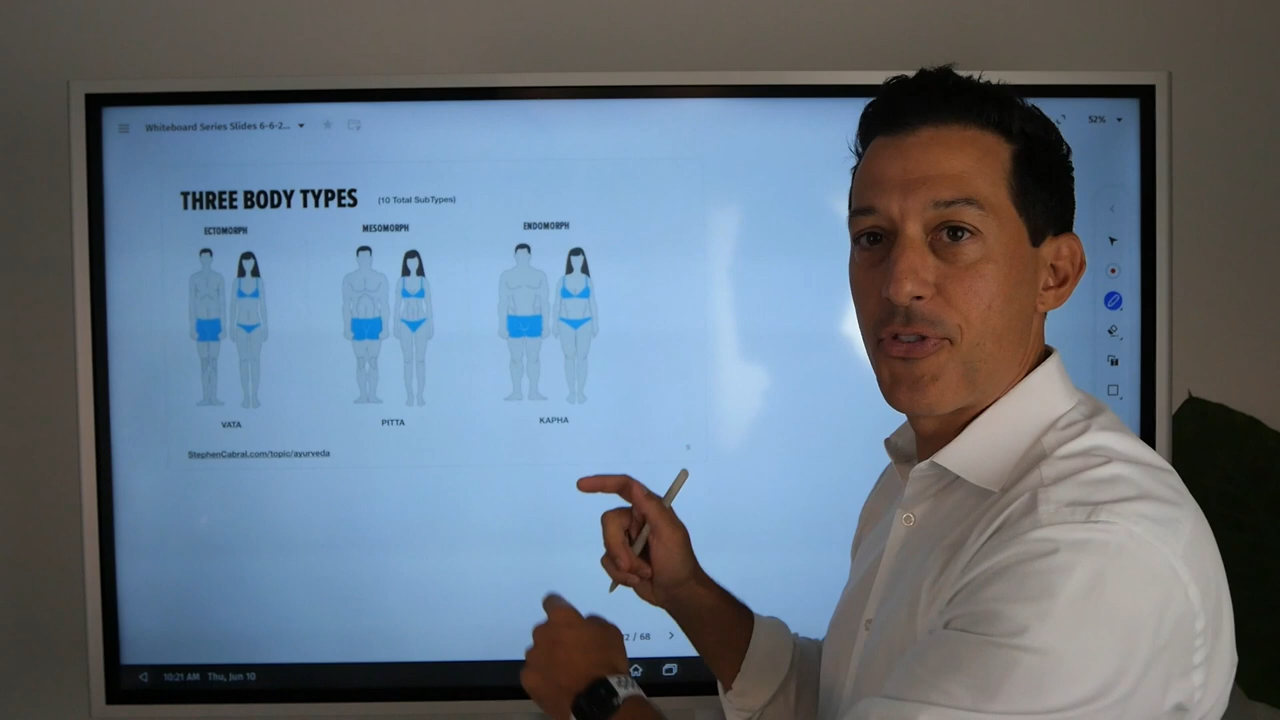 Whiteboard Series Slides 6-6-2...
52%
THREE BODY TYPES (10 Total SubTypes)
ECTOMORPH MESOMORPH ENDOMORPH
VATA PITTA KAPHA
StephenCabral.com/topic/ayurveda
5
2 / 68
10:21 AM Thu, Jun 10